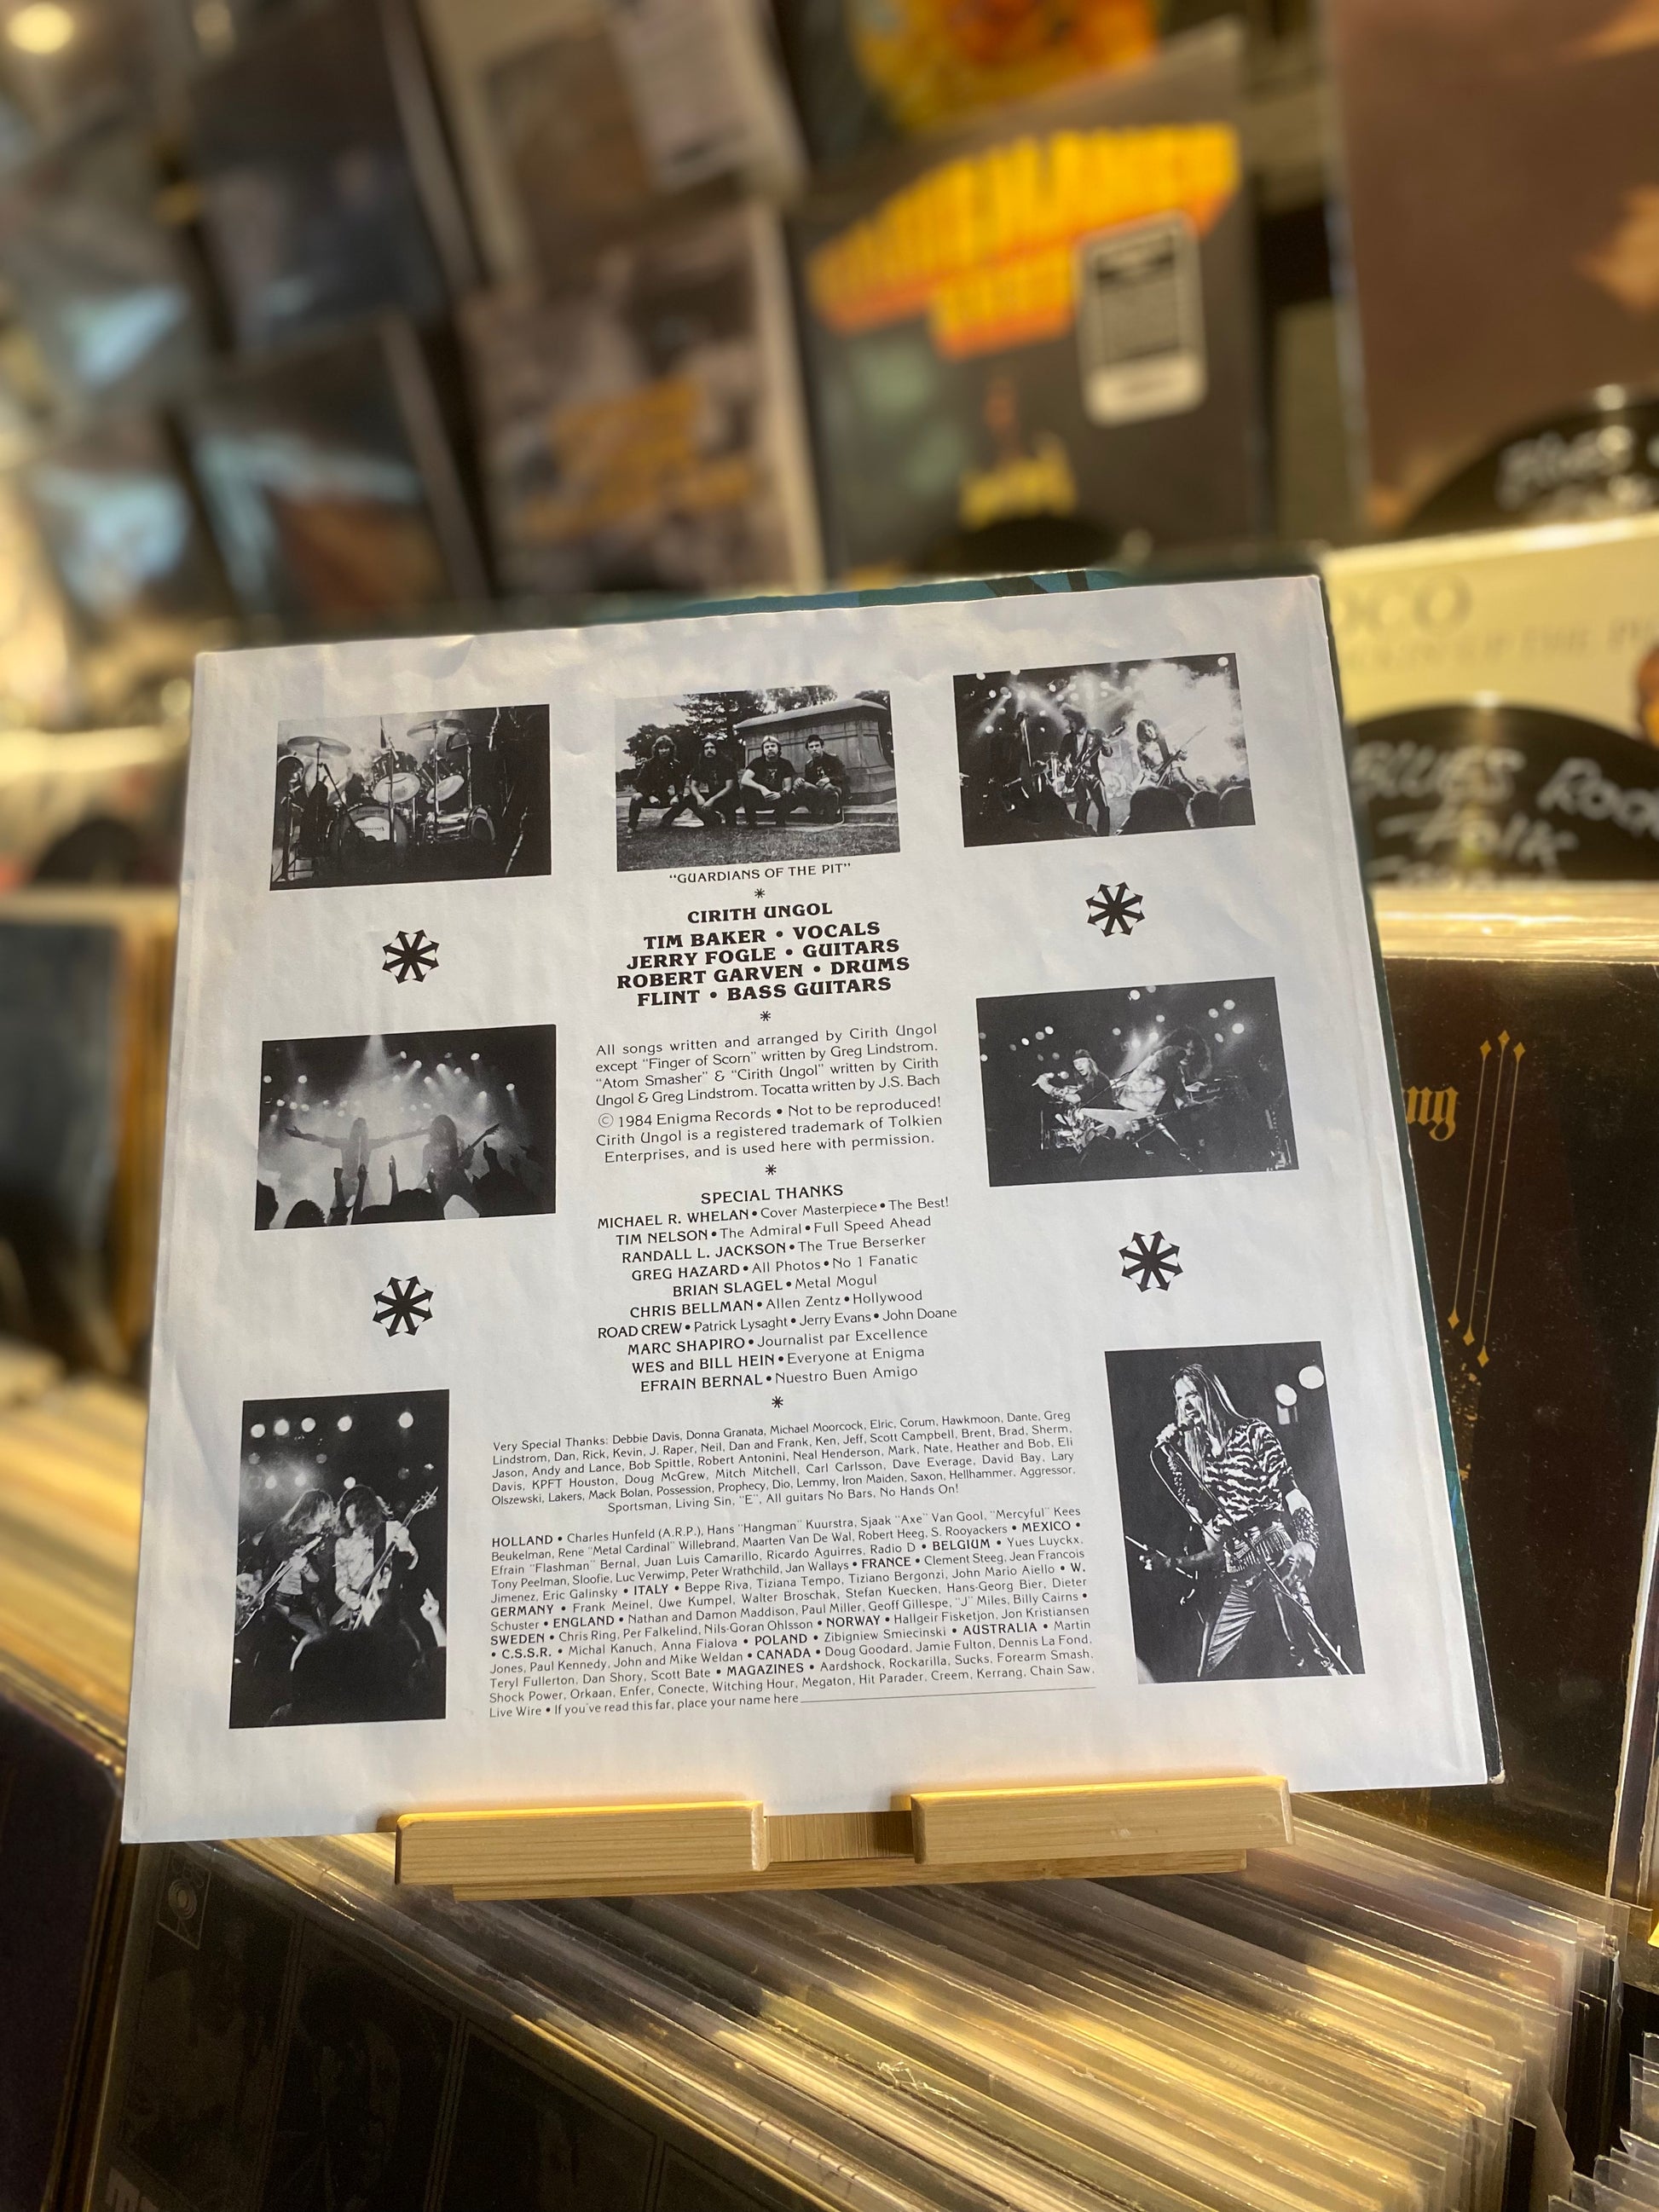 "GUARDIANS OF THE PIT"
CIRITH UNGOL
TIM BAKER • VOCALS
JERRY FOGLE • GUITARS
ROBERT GARVEN • DRUMS
FLINT • BASS GUITARS
All songs written and arranged by Cirith Ungol
except "Finger of Scorn" written by Greg Lindstrom.
"Atom Smasher" & "Cirith Ungol" written by Cirith
Ungol & Greg Lindstrom. Tocatta written by J.S. Bach
© 1984 Enigma Records • Not to be reproduced!
Cirith Ungol is a registered trademark of Tolkien
Enterprises, and is used here with permission.
SPECIAL THANKS
MICHAEL R. WHELAN • Cover Masterpiece • The Best!
TIM NELSON • The Admiral • Full Speed Ahead
RANDALL L. JACKSON • The True Berserker
GREG HAZARD • All Photos • No 1 Fanatic
BRIAN SLAGEL • Metal Mogul
CHRIS BELLMAN • Allen Zentz • Hollywood
ROAD CREW • Patrick Lysaght • Jerry Evans • John Doane
MARC SHAPIRO • Journalist par Excellence
WES and BILL HEIN • Everyone at Enigma
EFRAIN BERNAL • Nuestro Buen Amigo
Very Special Thanks: Debbie Davis, Donna Granata, Michael Moorcock, Elric, Corum, Hawkmoon, Dante, Greg
Lindstrom, Dan, Rick, Kevin, J. Raper, Neil, Dan and Frank, Ken, Jeff, Scott Campbell, Brent, Brad, Sherm,
Jason, Andy and Lance, Bob Spittle, Robert Antonini, Neal Henderson, Mark, Nate, Heather and Bob, Eli
Davis, KPFT Houston, Doug McGrew, Mitch Mitchell, Carl Carlsson, Dave Everage, David Bay, Lary
Olszewski, Lakers, Mack Bolan, Possession, Prophecy, Dio, Lemmy, Iron Maiden, Saxon, Hellhammer, Aggressor,
Sportsman, Living Sin, "E", All guitars No Bars, No Hands On!
HOLLAND • Charles Hunfeld (A.R.P.), Hans "Hangman" Kuurstra, Sjaak "Axe" Van Gool, "Mercyful" Kees
Beukelman, Rene "Metal Cardinal" Willebrand, Maarten Van De Wal, Robert Heeg, S. Rooyackers • MEXICO •
Efrain "Flashman" Bernal, Juan Luis Camarillo, Ricardo Aguirres, Radio D • BELGIUM • Yues Luyckx,
Tony Peelman, Sloofie, Luc Verwimp, Peter Wrathchild, Jan Wallays • FRANCE • Clement Steeg, Jean Francois
Jimenez, Eric Galinsky • ITALY • Beppe Riva, Tiziana Tempo, Tiziano Bergonzi, John Mario Aiello • W.
GERMANY • Frank Meinel, Uwe Kumpel, Walter Broschak, Stefan Kuecken, Hans-Georg Bier, Dieter
Schuster • ENGLAND • Nathan and Damon Maddison, Paul Miller, Geoff Gillespe, "J" Miles, Billy Cairns •
SWEDEN • Chris Ring, Per Falkelind, Nils-Goran Ohlsson • NORWAY • Hallgeir Fisketjon, Jon Kristiansen
• C.S.S.R. • Michal Kanuch, Anna Fialova • POLAND • Zibigniew Smiecinski • AUSTRALIA • Martin
Jones, Paul Kennedy, John and Mike Weldan • CANADA • Doug Goodard, Jamie Fulton, Dennis La Fond,
Teryl Fullerton, Dan Shory, Scott Bate • MAGAZINES • Aardshock, Rockarilla, Sucks, Forearm Smash,
Shock Power, Orkaan, Enfer, Conecte, Witching Hour, Megaton, Hit Parader, Creem, Kerrang, Chain Saw,
Live Wire • If you've read this far, place your name here
BLUES ROCK
Folk